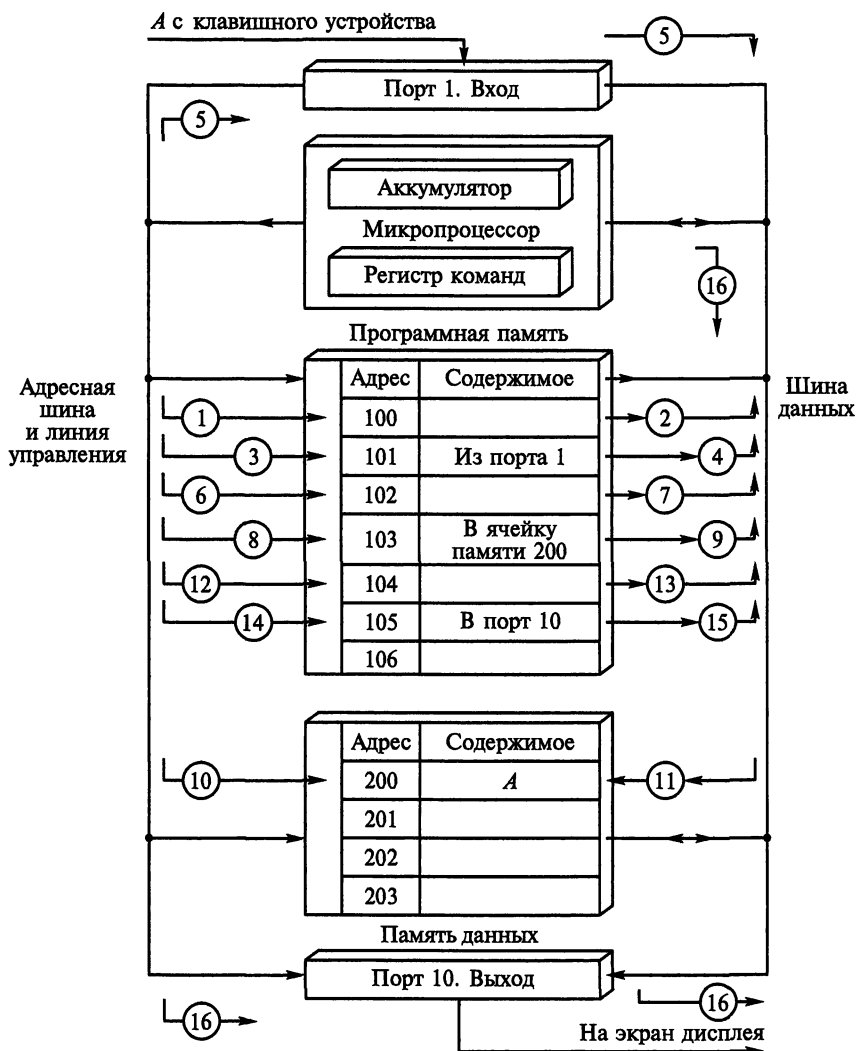 A с клавишного устройства
5
Порт 1. Вход
5
Аккумулятор
Микропроцессор
Регистр команд
16
Программная память
Адресная
шина
и линия
управления
Шина
данных
Адрес Содержимое
1 100 2
3 101 Из порта 1 4
6 102 7
8 103 В ячейку
памяти 200 9
12 104 13
14 105 В порт 10 15
106
Адрес Содержимое
10 200 A 11
201
202
203
Память данных
Порт 10. Выход
16
16
На экран дисплея